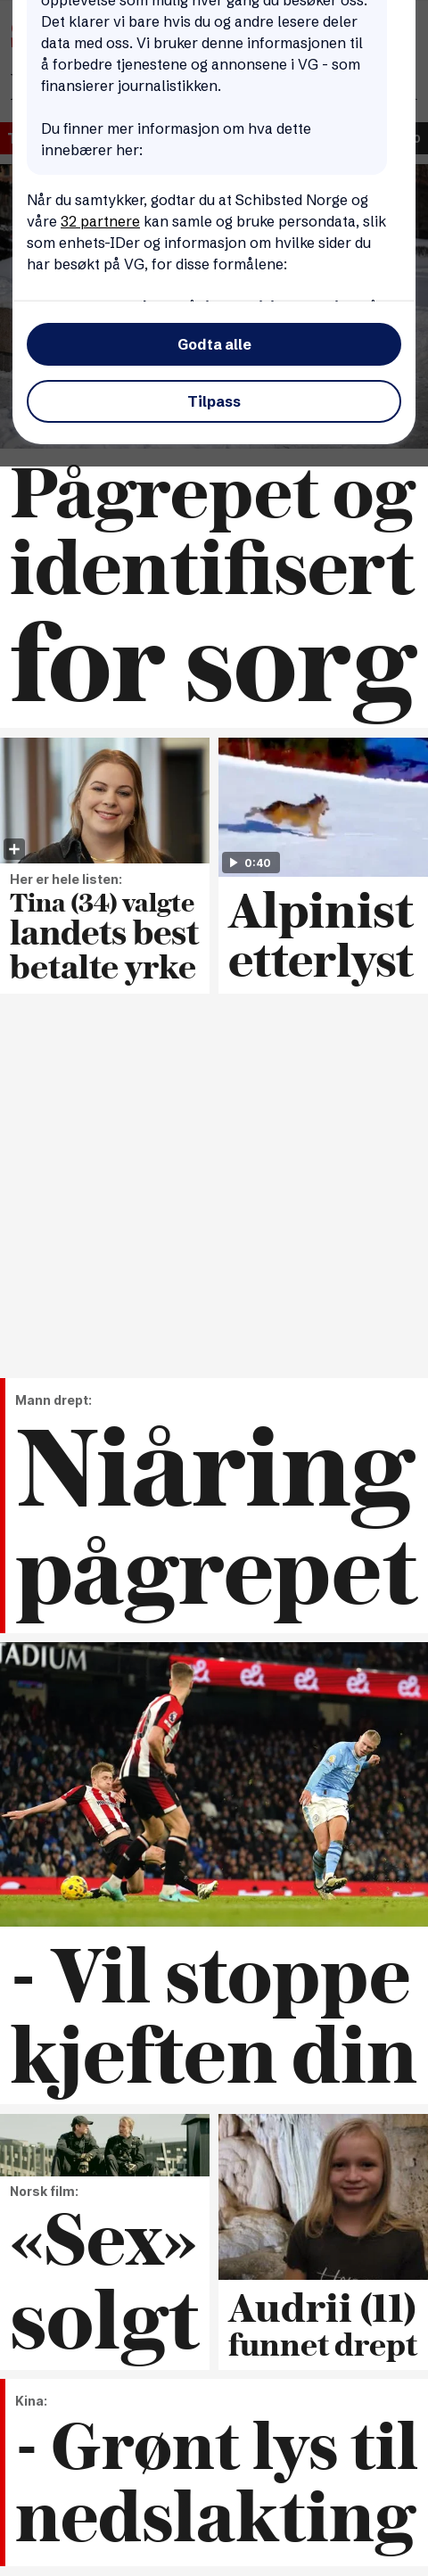 opplevelse som mulig hver gang du besøker oss.
Det klarer vi bare hvis du og andre lesere deler
data med oss. Vi bruker denne informasjonen til
å forbedre tjenestene og annonsene i VG - som
finansierer journalistikken.
Du finner mer informasjon om hva dette
innebærer her:
Når du samtykker, godtar du at Schibsted Norge og
våre 32 partnere kan samle og bruke persondata, slik
som enhets-IDer og informasjon om hvilke sider du
har besøkt på VG, for disse formålene:
Godta alle
Tilpass
Pågrepet og
identifisert
for sorg
Her er hele listen:
Tina (34) valgte
landets best
betalte yrke
0:40
Alpinist
etterlyst
Mann drept:
Niåring
pågrepet
TADIUM
- Vil stoppe
kjeften din
Norsk film:
«Sex»
solgt
Audrii (11)
funnet drept
Kina:
- Grønt lys til
nedslakting